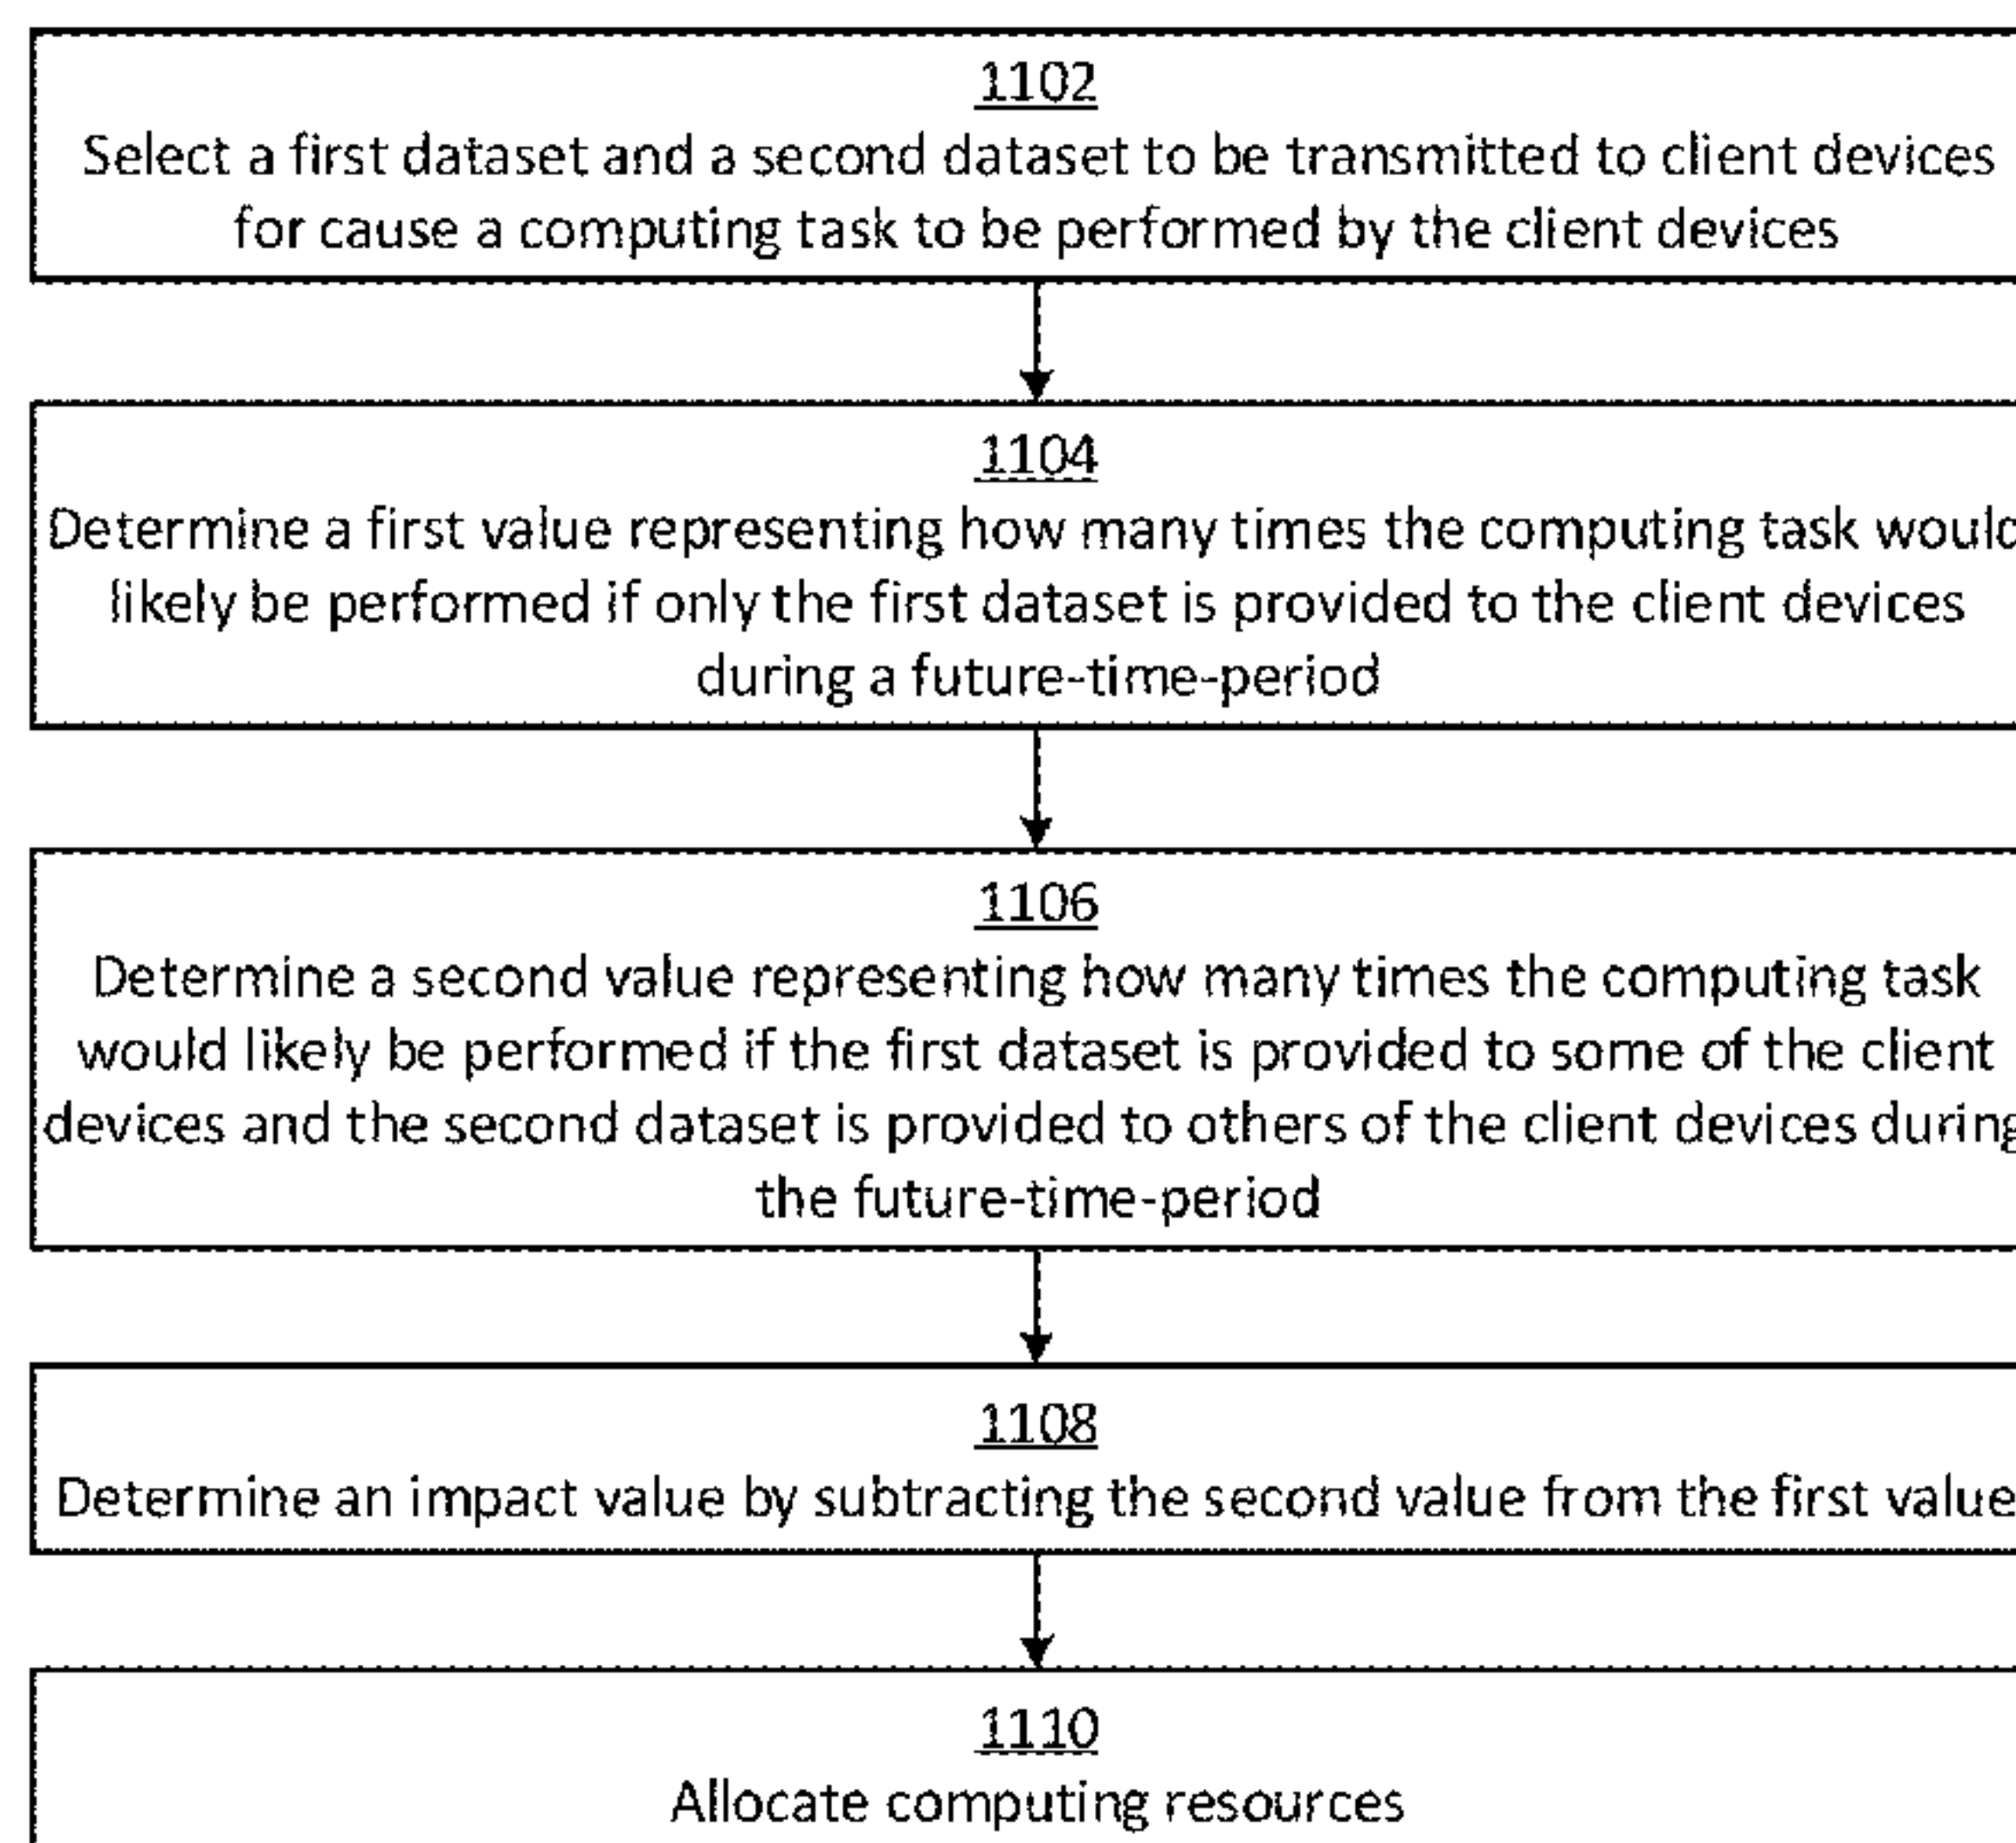 1102
Select a first dataset and a second dataset to be transmitted to client devices
for cause a computing task to be performed by the client devices
1104
Determine a first value representing how many times the computing task would
likely be performed if only the first dataset is provided to the client devices
during a future-time-period
1106
Determine a second value representing how many times the computing task
would likely be performed if the first dataset is provided to some of the client
devices and the second dataset is provided to others of the client devices during
the future-time-period
1108
Determine an impact value by subtracting the second value from the first value
1110
Allocate computing resources